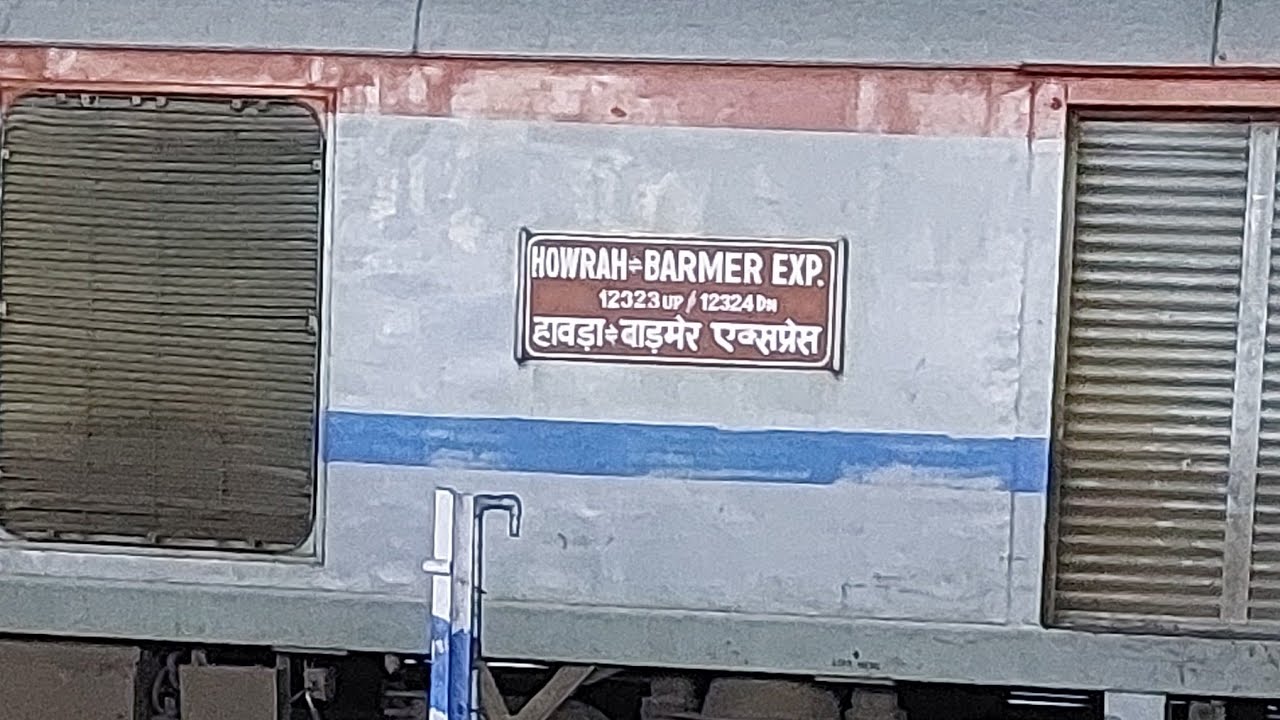 HOWRAH⇌BARMER EXP.
12323 UP / 12324 DN
हावड़ा⇌बाड़मेर एक्सप्रेस